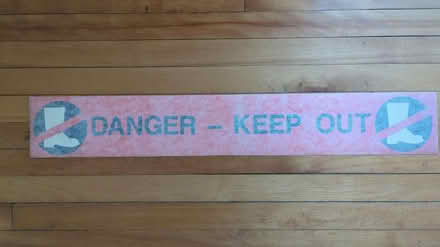 DANGER – KEEP OUT